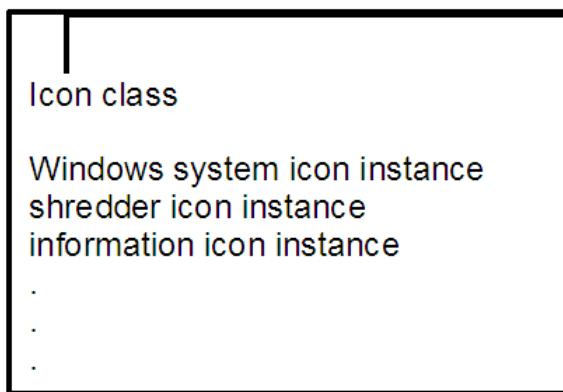 Icon class
Windows system icon instance
shredder icon instance
information icon instance
.
.
.